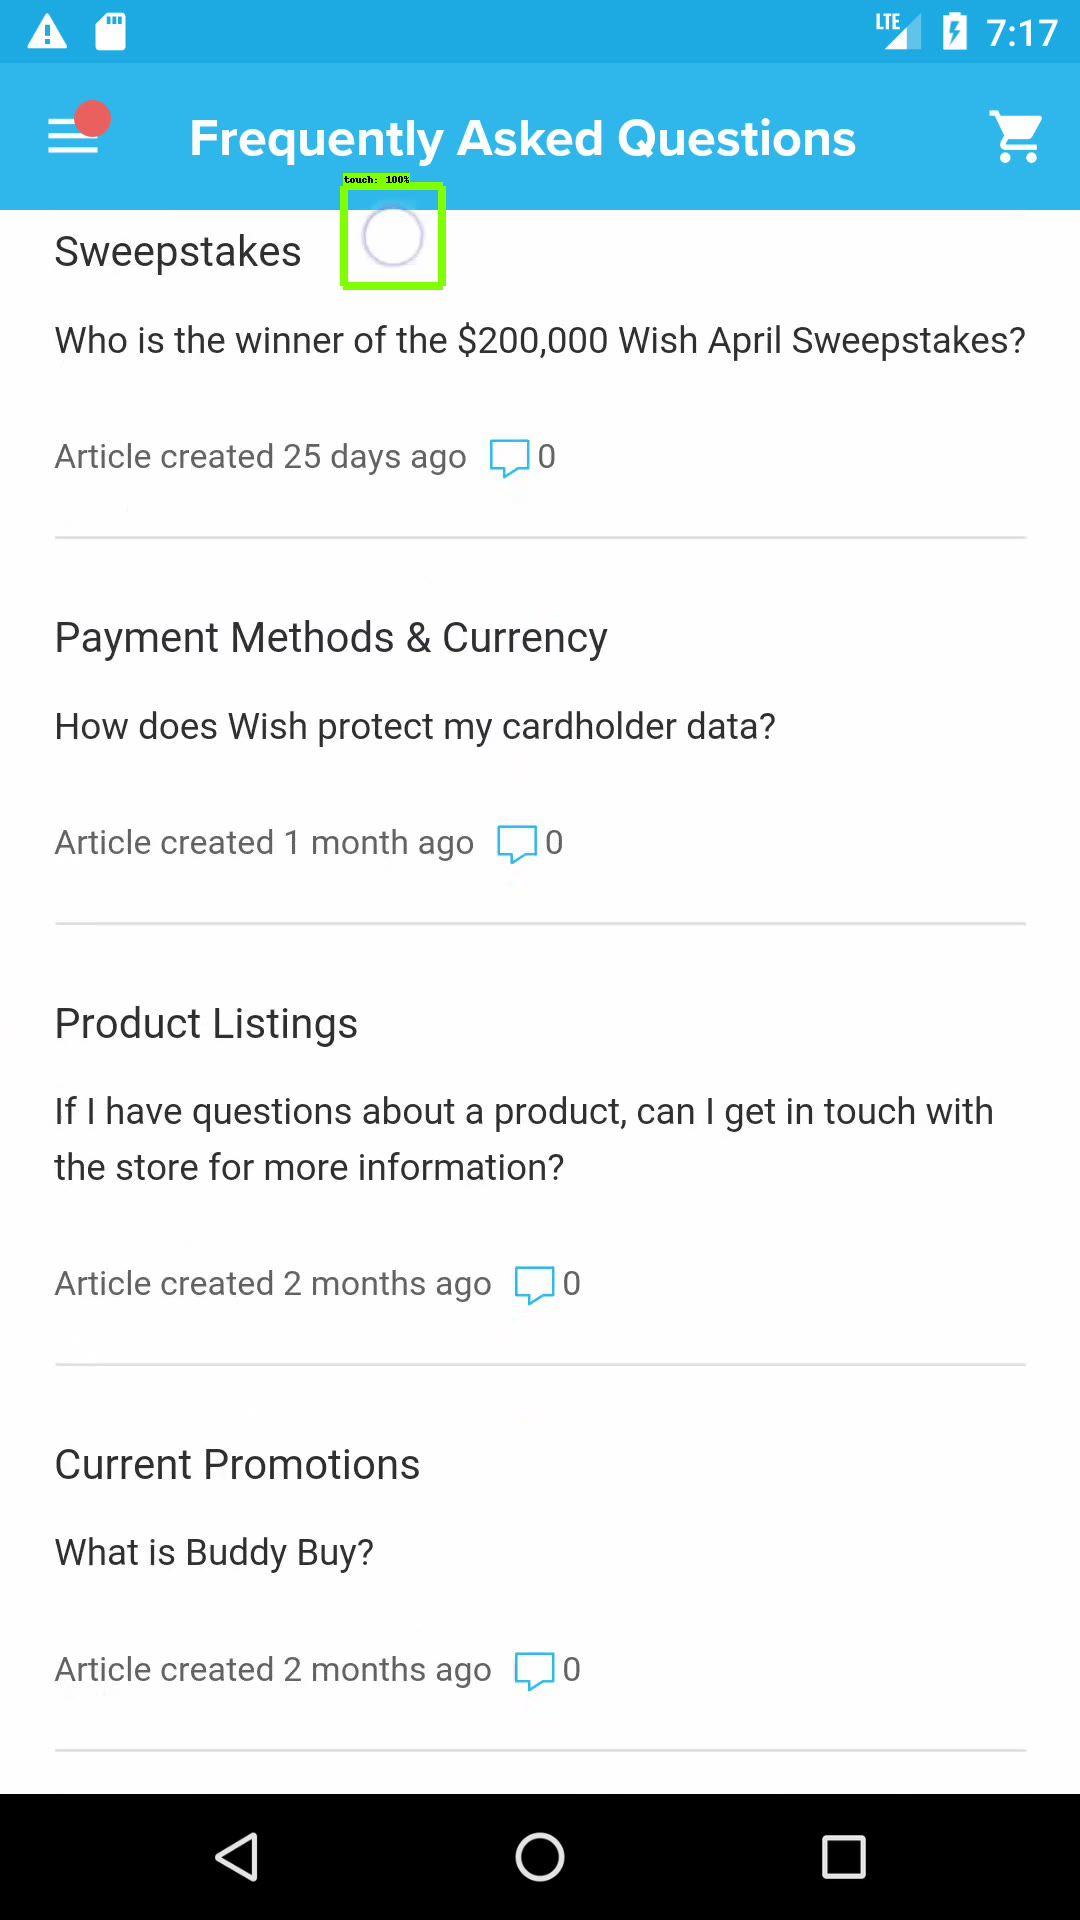 LTE 7:17
Frequently Asked Questions
touch: 100%
Sweepstakes
Who is the winner of the $200,000 Wish April Sweepstakes?
Article created 25 days ago 0
Payment Methods & Currency
How does Wish protect my cardholder data?
Article created 1 month ago 0
Product Listings
If I have questions about a product, can I get in touch with
the store for more information?
Article created 2 months ago 0
Current Promotions
What is Buddy Buy?
Article created 2 months ago 0